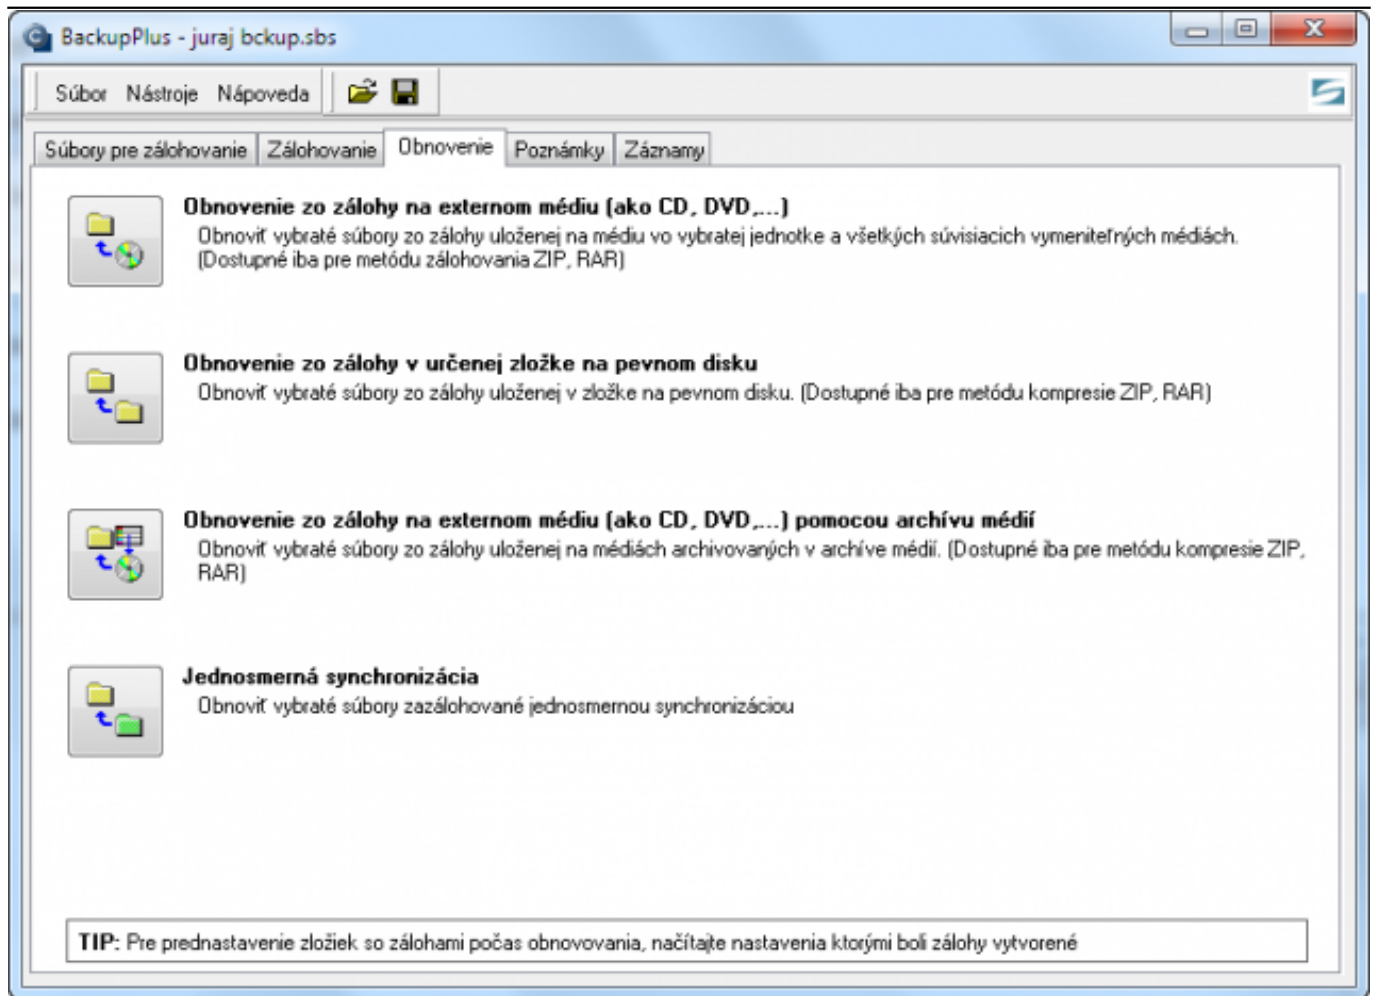 BackupPlus - juraj bckup.sbs
Súbor Nástroje Nápoveda
Súbory pre zálohovanie Zálohovanie Obnovenie Poznámky Záznamy
Obnovenie zo zálohy na externom médiu (ako CD, DVD,...)
Obnoviť vybraté súbory zo zálohy uloženej na médiu vo vybratej jednotke a všetkých súvisiacich vymeniteľných médiách.
(Dostupné iba pre metódu zálohovania ZIP, RAR)
Obnovenie zo zálohy v určenej zložke na pevnom disku
Obnoviť vybraté súbory zo zálohy uloženej v zložke na pevnom disku. (Dostupné iba pre metódu kompresie ZIP, RAR)
Obnovenie zo zálohy na externom médiu (ako CD, DVD,...) pomocou archívu médií
Obnoviť vybraté súbory zo zálohy uloženej na médiách archivovaných v archíve médií. (Dostupné iba pre metódu kompresie ZIP,
RAR)
Jednosmerná synchronizácia
Obnoviť vybraté súbory zazálohované jednosmernou synchronizáciou
TIP: Pre prednastavenie zložiek so zálohami počas obnovovania, načítajte nastavenia ktorými boli zálohy vytvorené